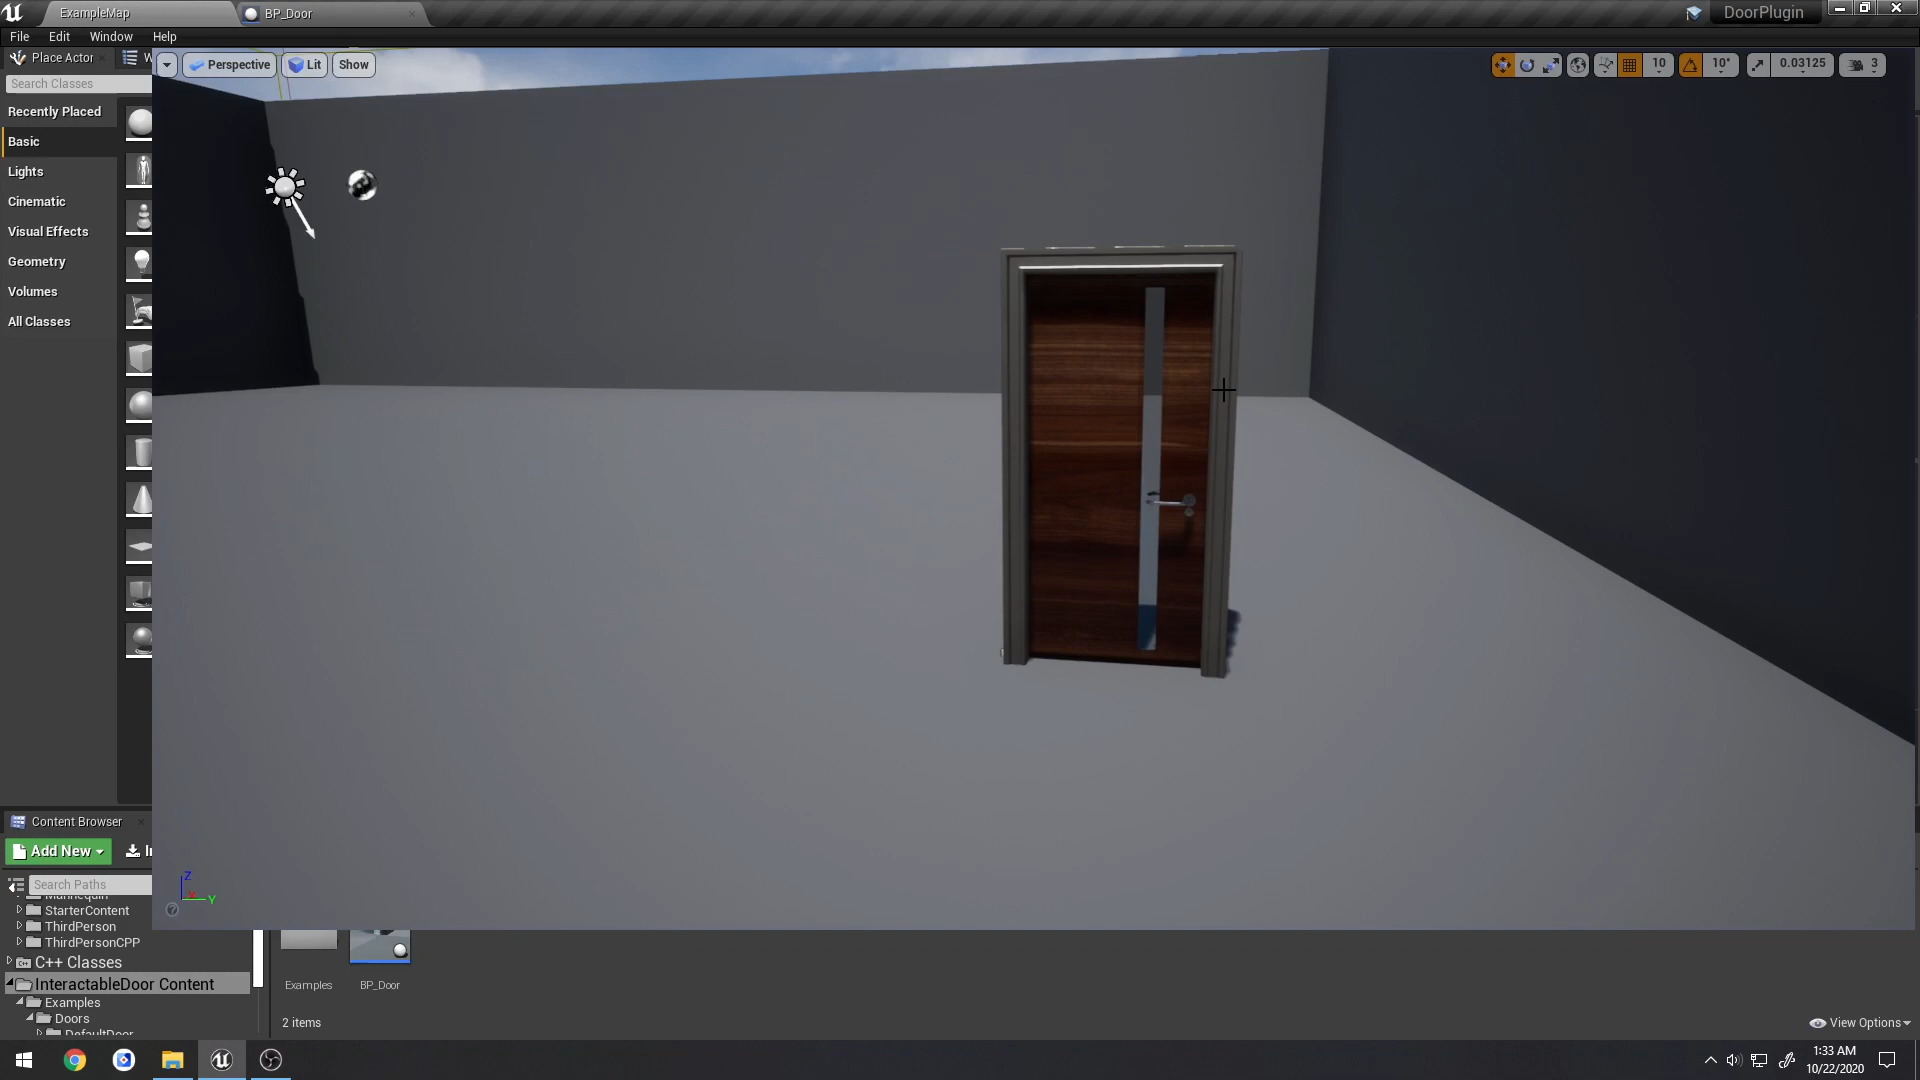 ExampleMap
BP_Door
DoorPlugin
File Edit Window Help
Place Actor
W
Search Classes
Perspective
Lit
Show
10
10°
0.03125
3
Recently Placed
Basic
Lights
Cinematic
Visual Effects
Geometry
Volumes
All Classes
Content Browser
Add New
Search Paths
Z
X
Y
?
Mannequin
StarterContent
ThirdPerson
ThirdPersonCPP
C++ Classes
InteractableDoor Content
Examples
Doors
DefaultDoor
Examples
BP_Door
2 items
View Options
1:33 AM
10/22/2020